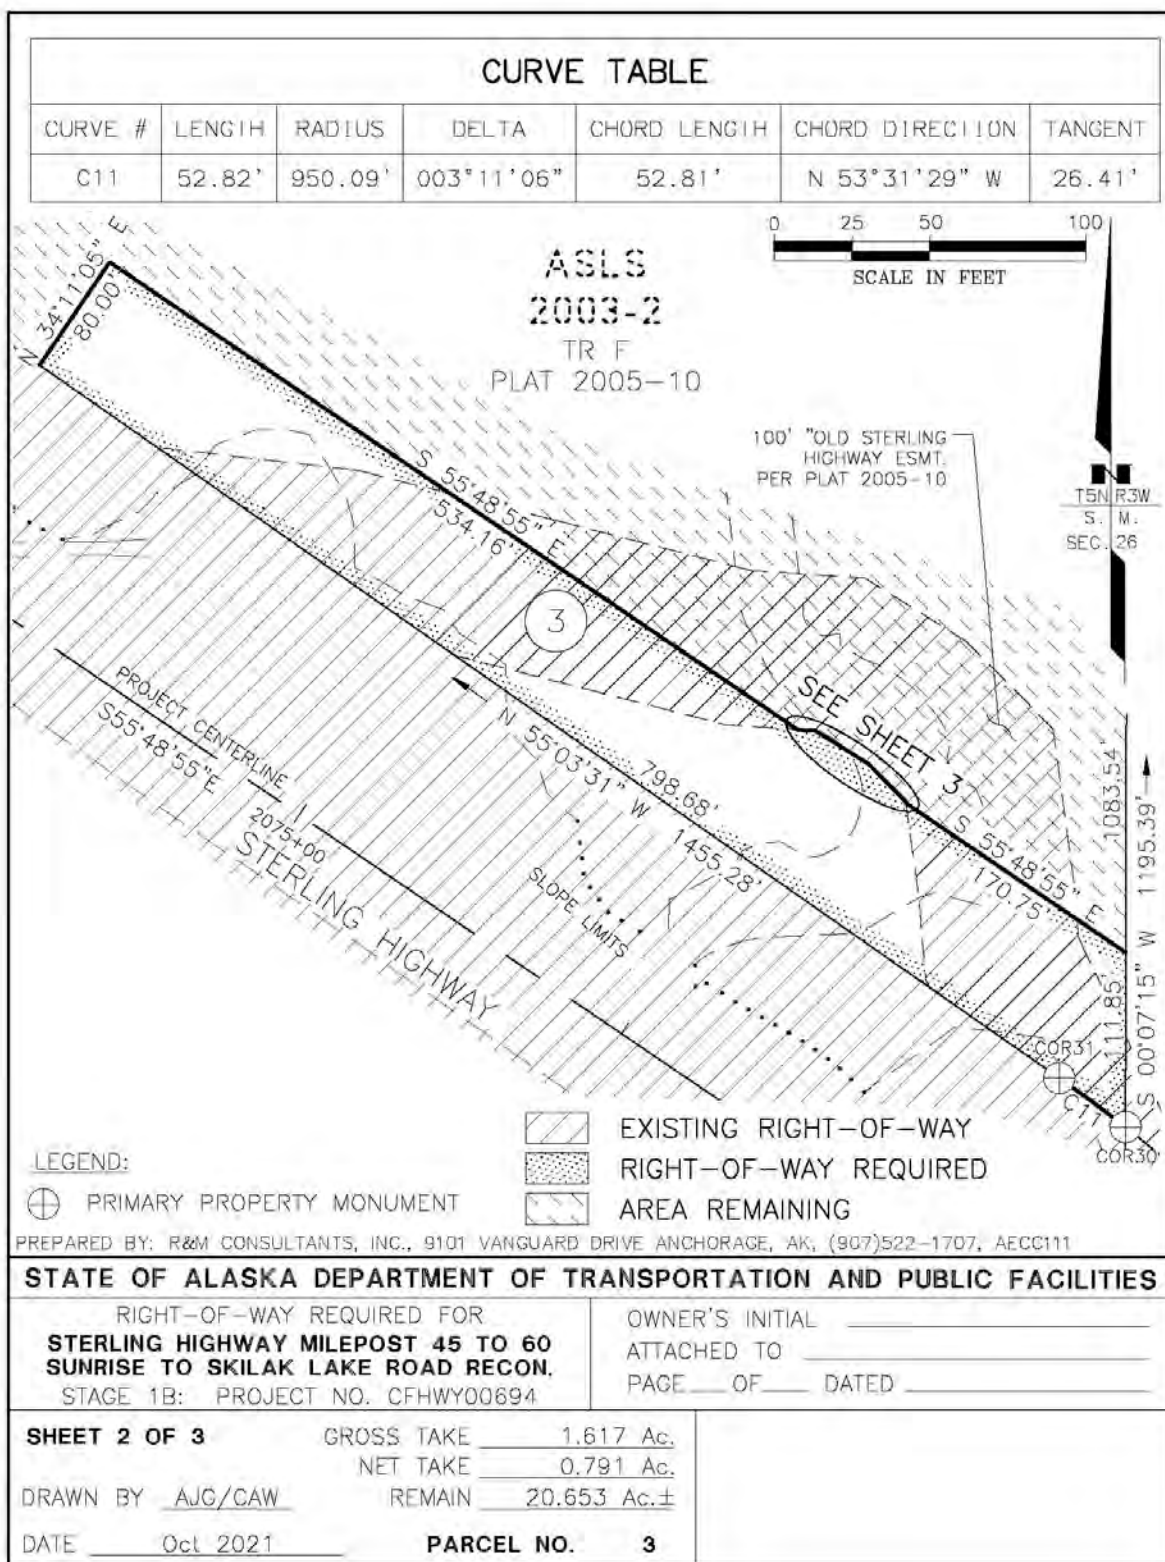 CURVE TABLE
CURVE # LENGTH RADIUS DELTA CHORD LENGTH CHORD DIRECTION TANGENT
C11 52.82' 950.09' 003°11'06" 52.81' N 53°31'29" W 26.41'
0 25 50 100
SCALE IN FEET
N 34°11'05" E
80.00'
ASLS
2003-2
TR F
PLAT 2005-10
100' "OLD STERLING
HIGHWAY ESMT.
PER PLAT 2005-10
N
T5N R3W
S. M.
SEC. 26
S 55°48'55" E
534.16'
3
SEE SHEET 3
PROJECT CENTERLINE
S55°48'55"E
2075+00
STERLING HIGHWAY
N 55°03'31" W
798.68'
1455.28'
SLOPE LIMITS
S 55°48'55" E
170.75'
1083.54'
111.85'
S 00°07'15" W 1195.39'
COR31
C11
COR30
LEGEND:
PRIMARY PROPERTY MONUMENT
EXISTING RIGHT-OF-WAY
RIGHT-OF-WAY REQUIRED
AREA REMAINING
PREPARED BY: R&M CONSULTANTS, INC., 9101 VANGUARD DRIVE ANCHORAGE, AK, (907)522-1707, AECC111
STATE OF ALASKA DEPARTMENT OF TRANSPORTATION AND PUBLIC FACILITIES
RIGHT-OF-WAY REQUIRED FOR
STERLING HIGHWAY MILEPOST 45 TO 60
SUNRISE TO SKILAK LAKE ROAD RECON.
STAGE 1B: PROJECT NO. CFHWY00694
OWNER'S INITIAL
ATTACHED TO
PAGE OF DATED
SHEET 2 OF 3
GROSS TAKE 1.617 Ac.
NET TAKE 0.791 Ac.
DRAWN BY AJG/CAW
REMAIN 20.653 Ac.±
DATE Oct 2021
PARCEL NO. 3